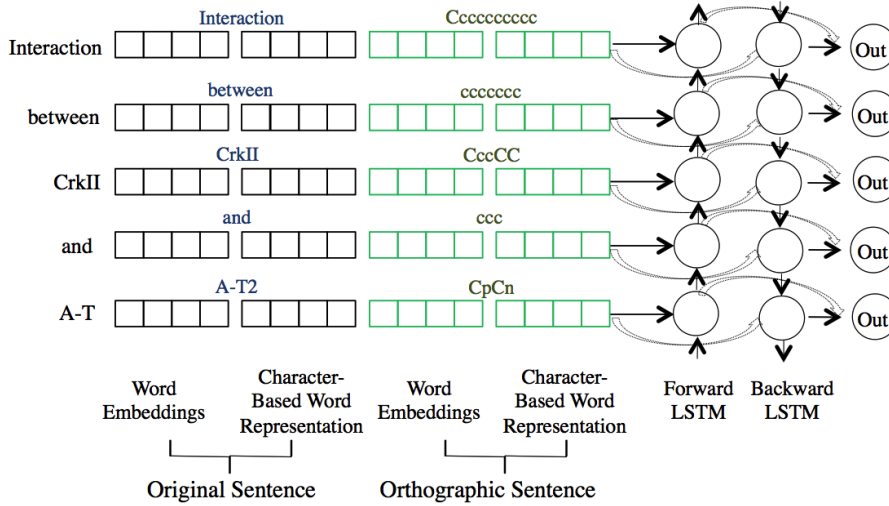 Interaction Cccccccccc
Interaction Out
between ccccccc
between Out
CrkII CccCC
CrkII Out
and ccc
and Out
A-T2 CpCn
A-T Out
Word Embeddings
Character-Based Word Representation
Word Embeddings
Character-Based Word Representation
Forward LSTM
Backward LSTM
Original Sentence
Orthographic Sentence